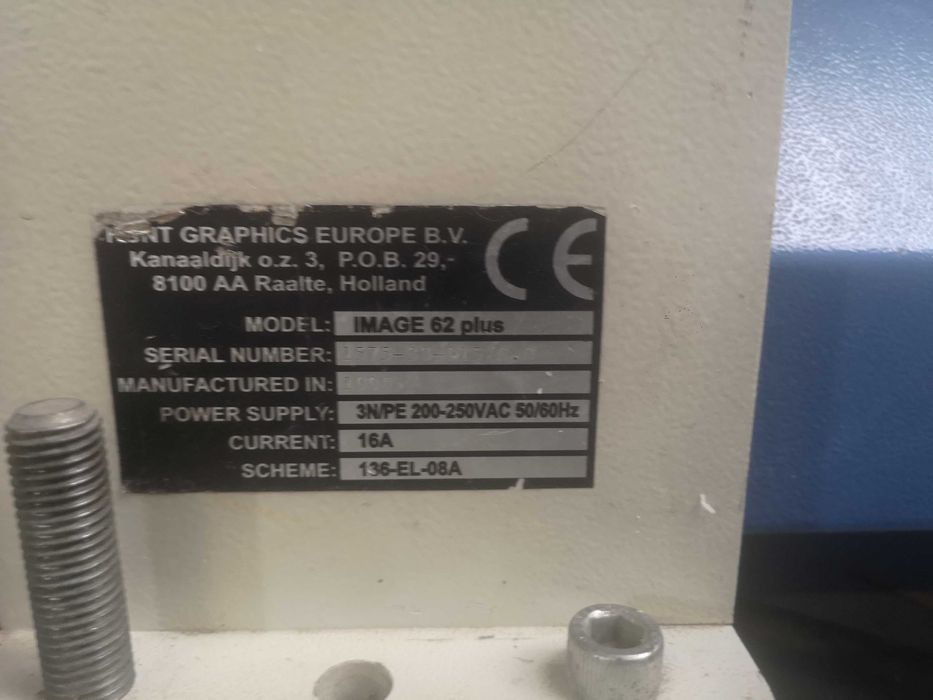 GRAPHICS EUROPE B.V.
Kanaaldijk o.z. 3, P.O.B. 29,-
8100 AA Raalte, Holland
CE
MODEL: IMAGE 62 plus
SERIAL NUMBER:
MANUFACTURED IN:
POWER SUPPLY: 3N/PE 200-250VAC 50/60Hz
CURRENT: 16A
SCHEME: 136-EL-08A